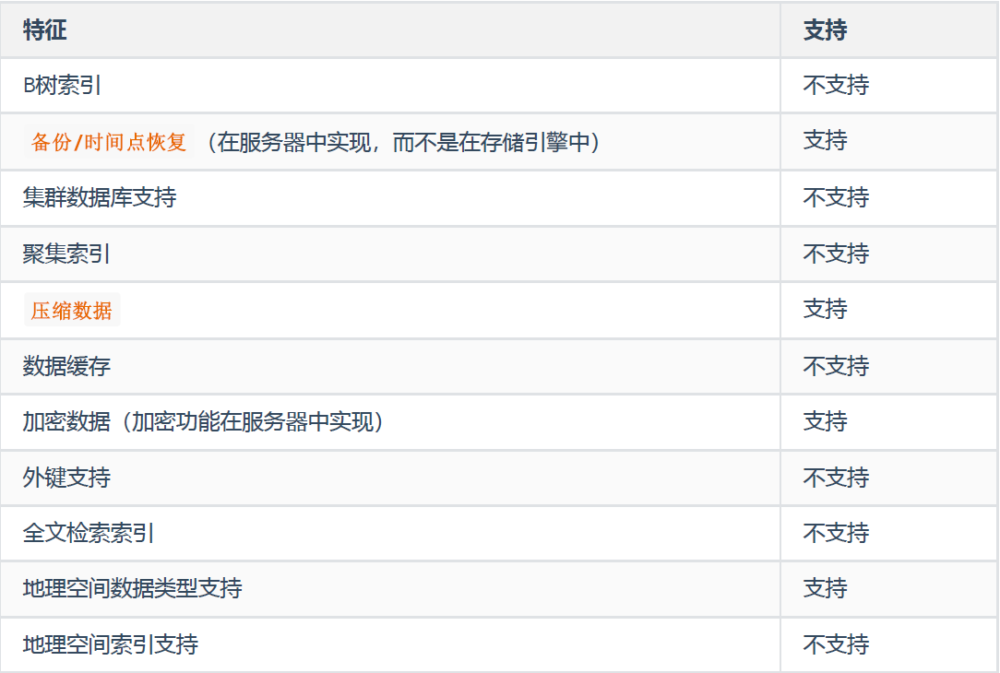 特征 支持
B树索引 不支持
备份/时间点恢复 （在服务器中实现，而不是在存储引擎中） 支持
集群数据库支持 不支持
聚集索引 不支持
压缩数据 支持
数据缓存 不支持
加密数据（加密功能在服务器中实现） 支持
外键支持 不支持
全文检索索引 不支持
地理空间数据类型支持 支持
地理空间索引支持 不支持